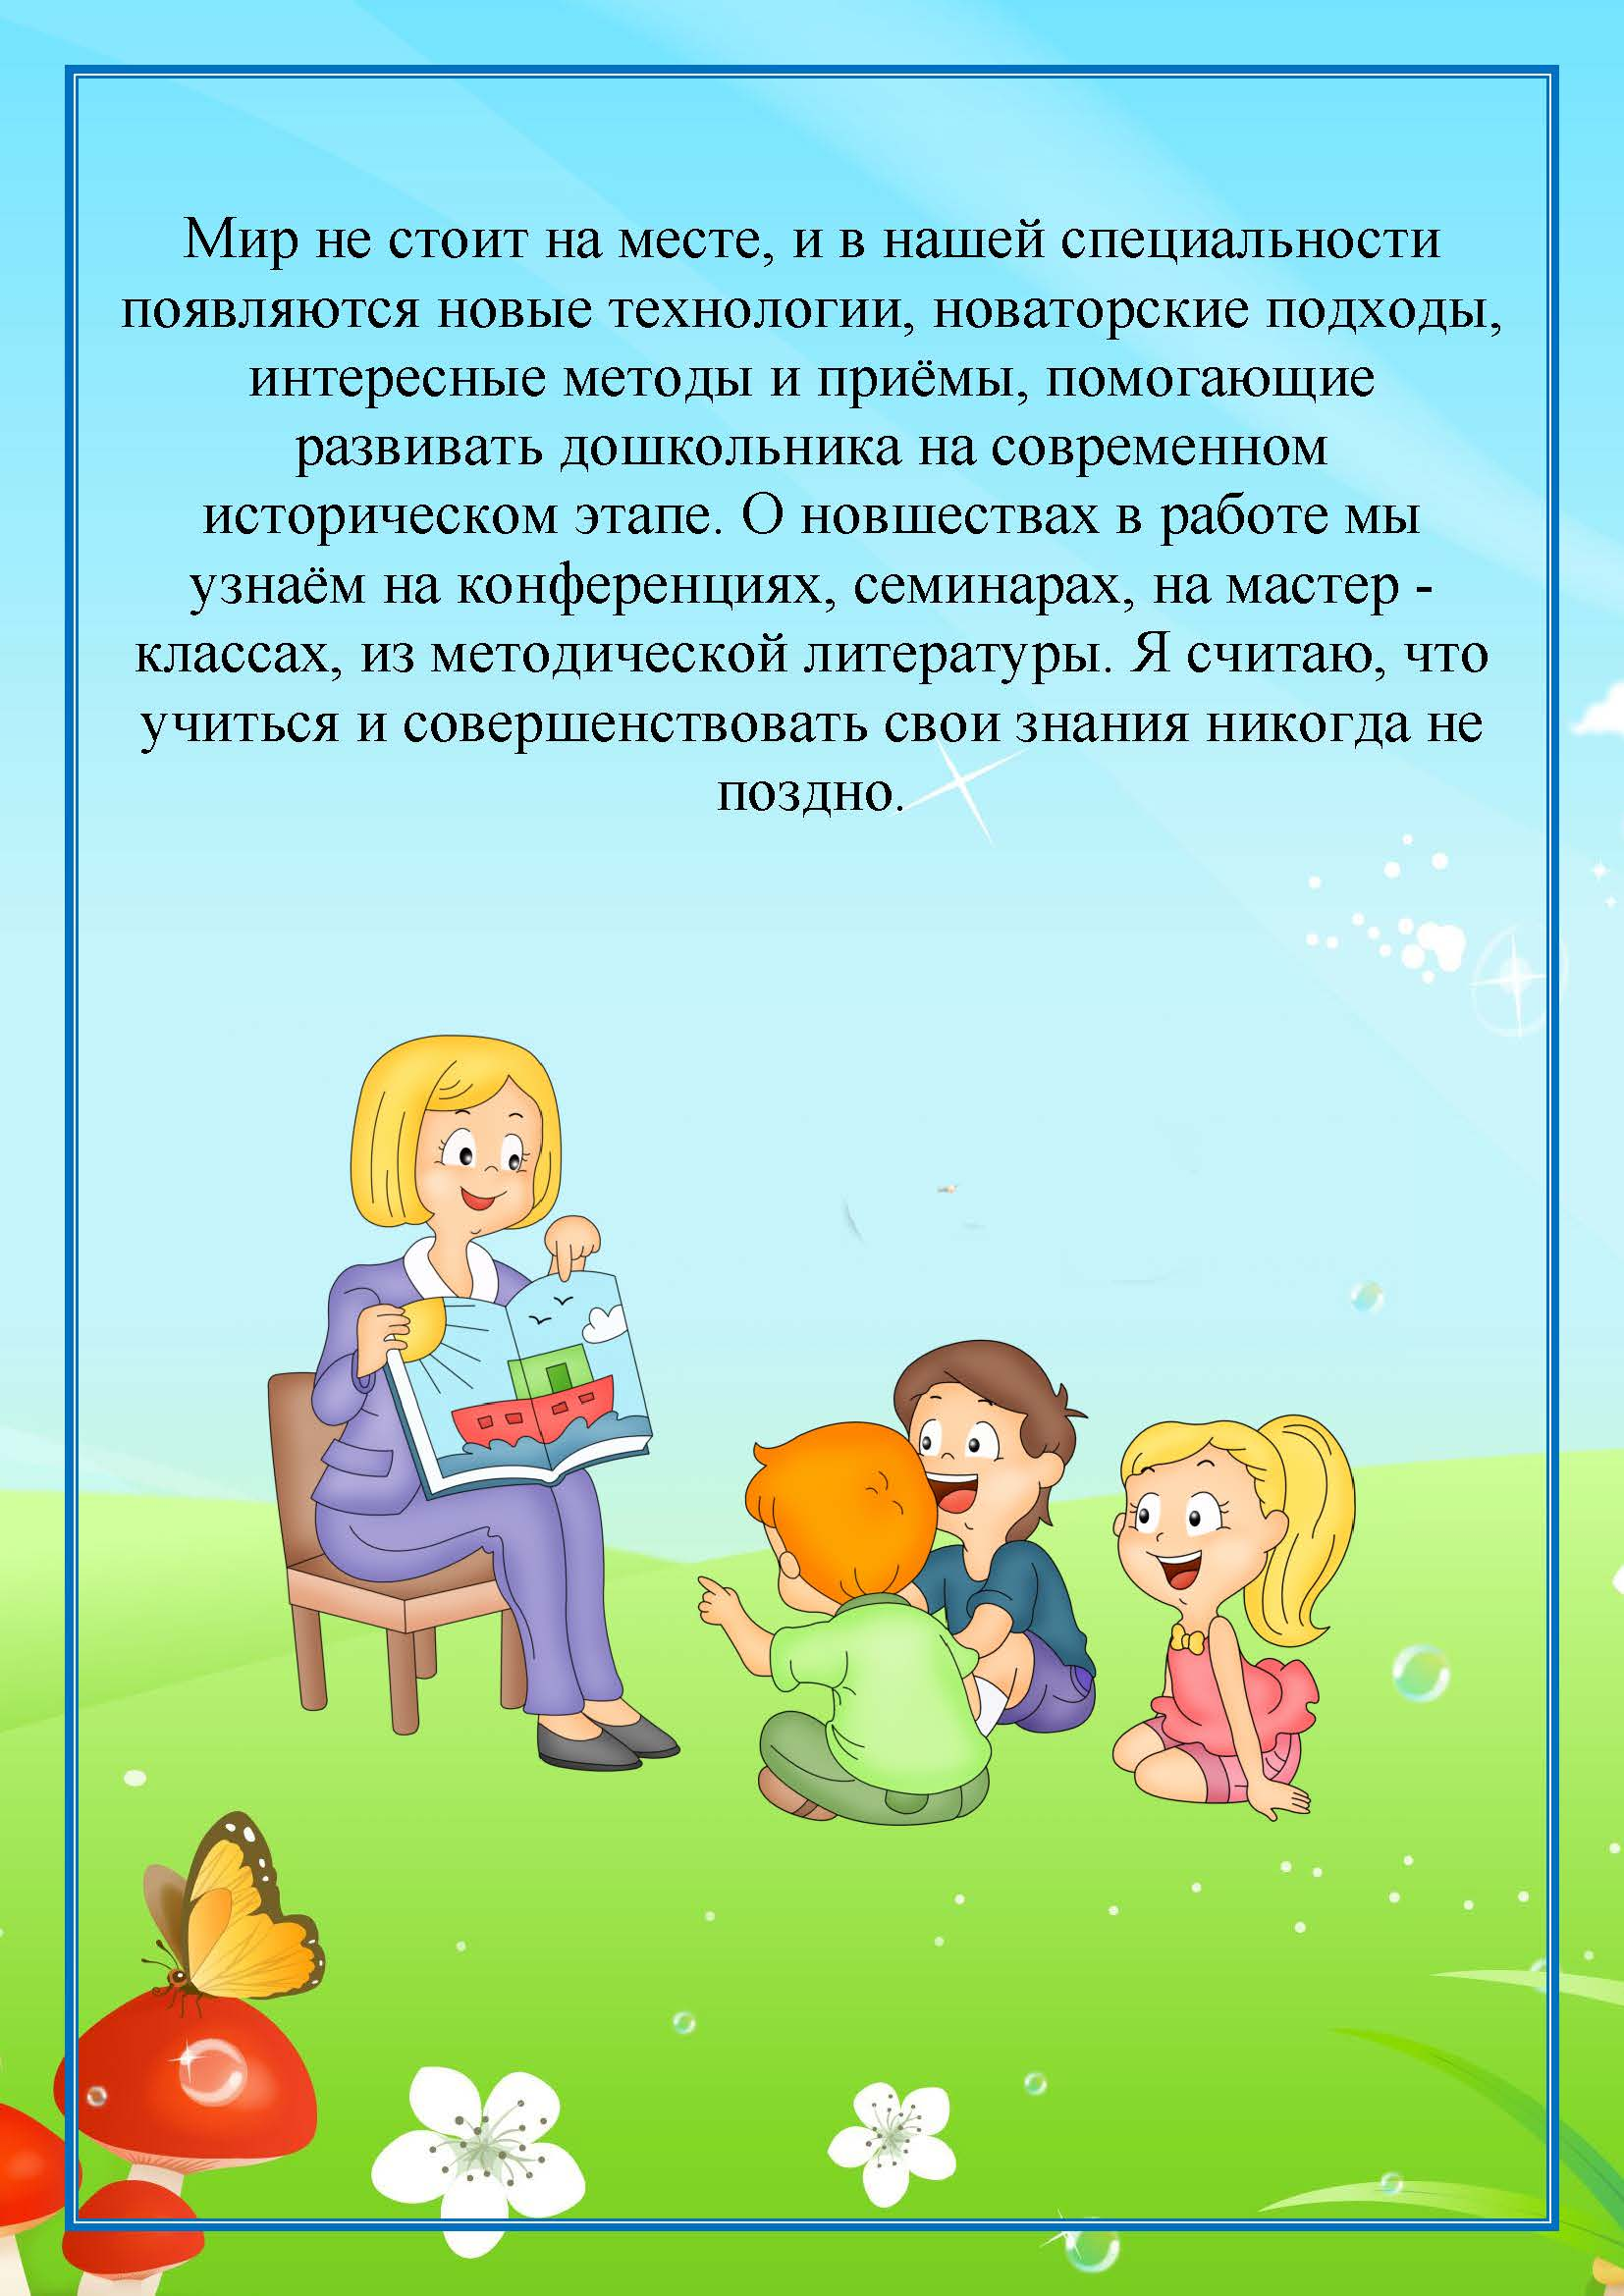 Мир не стоит на месте, и в нашей специальности
появляются новые технологии, новаторские подходы,
интересные методы и приёмы, помогающие
развивать дошкольника на современном
историческом этапе. О новшествах в работе мы
узнаём на конференциях, семинарах, на мастер -
классах, из методической литературы. Я считаю, что
учиться и совершенствовать свои знания никогда не
поздно.